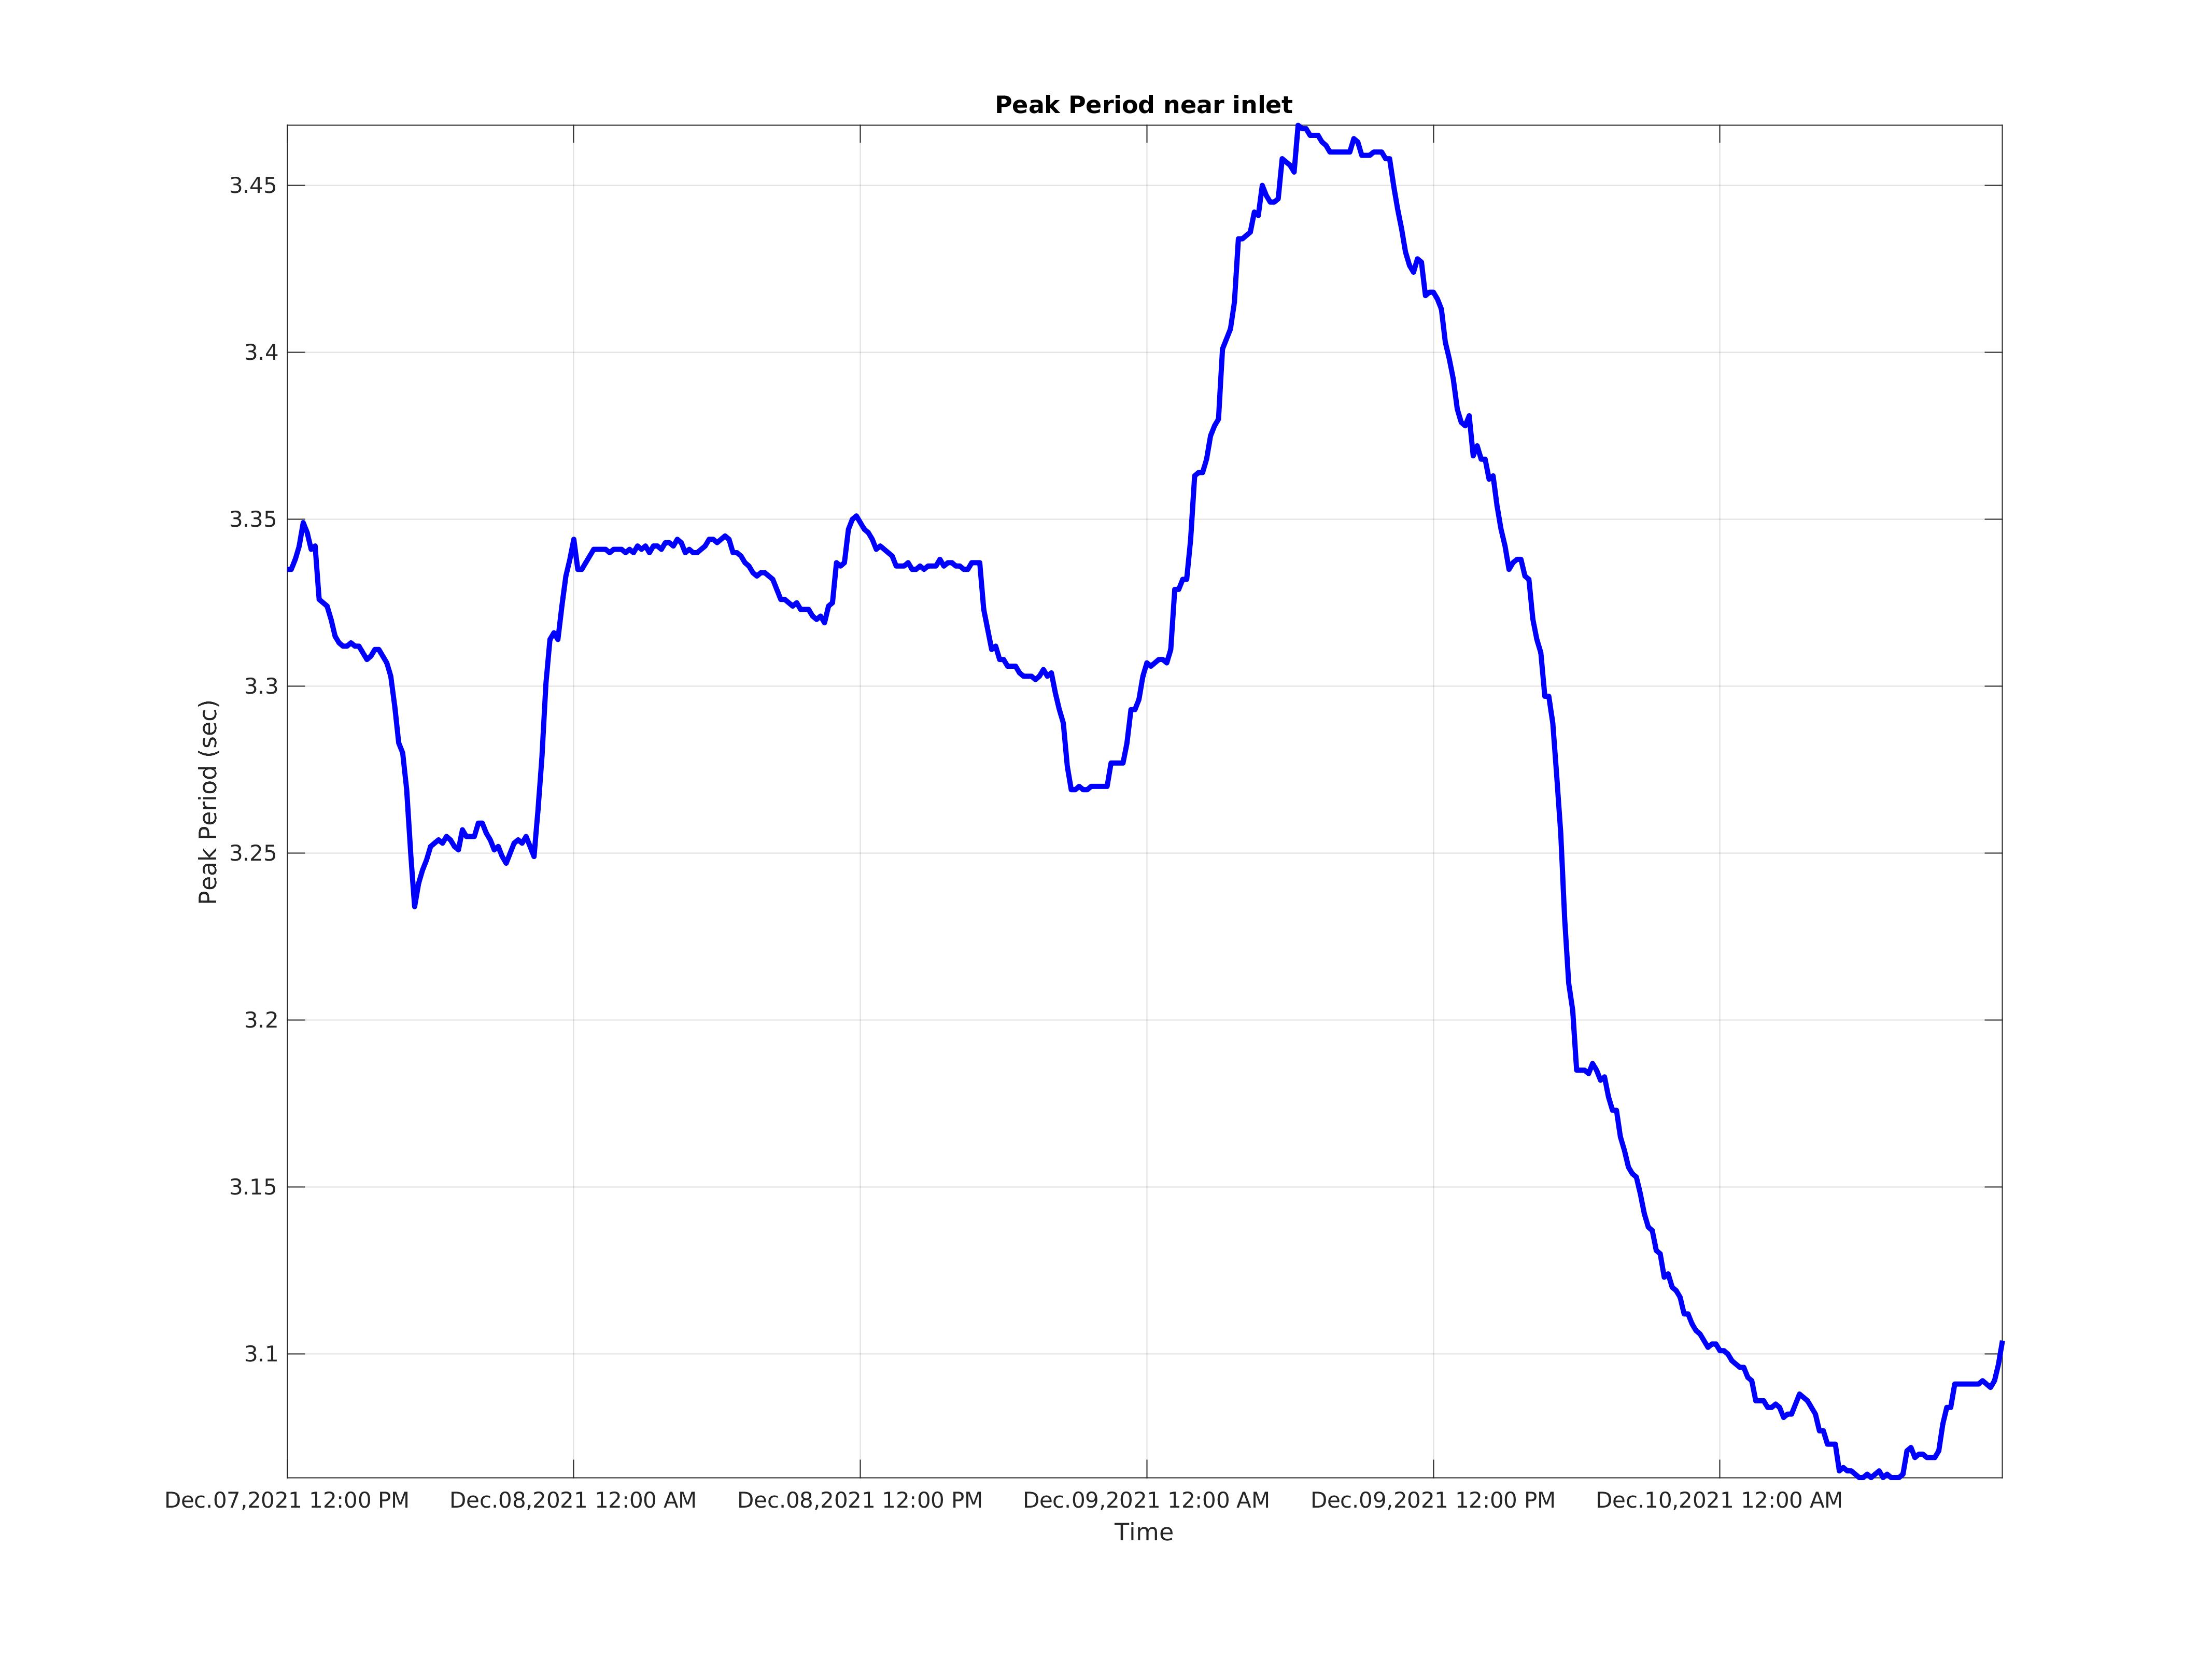 Peak Period near inlet
3.45
3.4
3.35
3.3
3.25
3.2
3.15
3.1
Peak Period (sec)
Dec.07,2021 12:00 PM Dec.08,2021 12:00 AM Dec.08,2021 12:00 PM Dec.09,2021 12:00 AM Dec.09,2021 12:00 PM Dec.10,2021 12:00 AM
Time